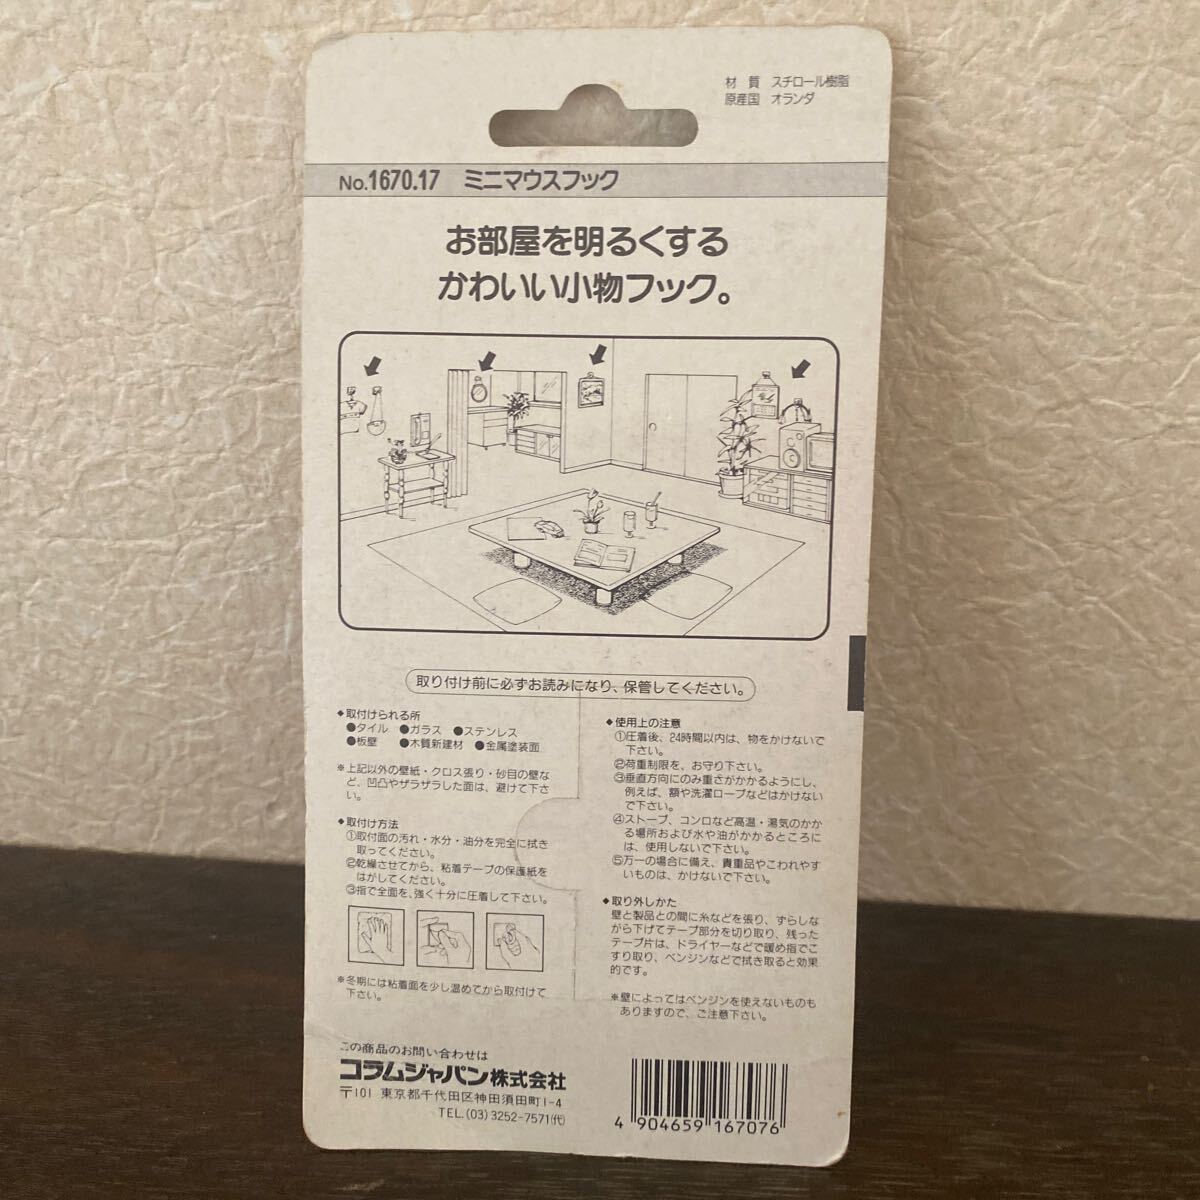 材 質 スチロール樹脂
原産国 オランダ
No.1670.17 ミニマウスフック
お部屋を明るくする
かわいい小物フック。
取り付け前に必ずお読みになり、保管してください。
◆取付けられる所
●タイル ●ガラス ●ステンレス
●板壁 ●木質新建材 ●金属塗装面
※上記以外の壁紙・クロス張り・砂目の壁な
ど、凹凸やザラザラした面は、避けて下さ
い。
◆取付け方法
①取付面の汚れ・水分・油分を完全に拭き
取ってください。
②乾燥させてから、粘着テープの保護紙を
はがしてください。
③指で全面を、強く十分に圧着して下さい。
※冬期には粘着面を少し温めてから取付けて
下さい。
◆使用上の注意
①圧着後、24時間以内は、物をかけないで
下さい。
②荷重制限を、お守り下さい。
③垂直方向にのみ重さがかかるようにし、
例えば、額や洗濯ロープなどはかけない
で下さい。
④ストーブ、コンロなど高温・湯気のかか
る場所および水や油がかかるところに
は、使用しないで下さい。
⑤万一の場合に備え、貴重品やこわれやす
いものは、かけないで下さい。
◆取り外しかた
壁と製品との間に糸などを張り、ずらしな
がら下げてテープ部分を切り取り、残った
テープ片は、ドライヤーなどで暖め指でこ
すり取り、ベンジンなどで拭き取ると効果
的です。
※壁によってはベンジンを使えないものも
ありますので、ご注意下さい。
この商品のお問い合わせは
コラムジャパン株式会社
〒101 東京都千代田区神田須田町1-4
TEL.(03)3252-7571(代)
4 904659 167076